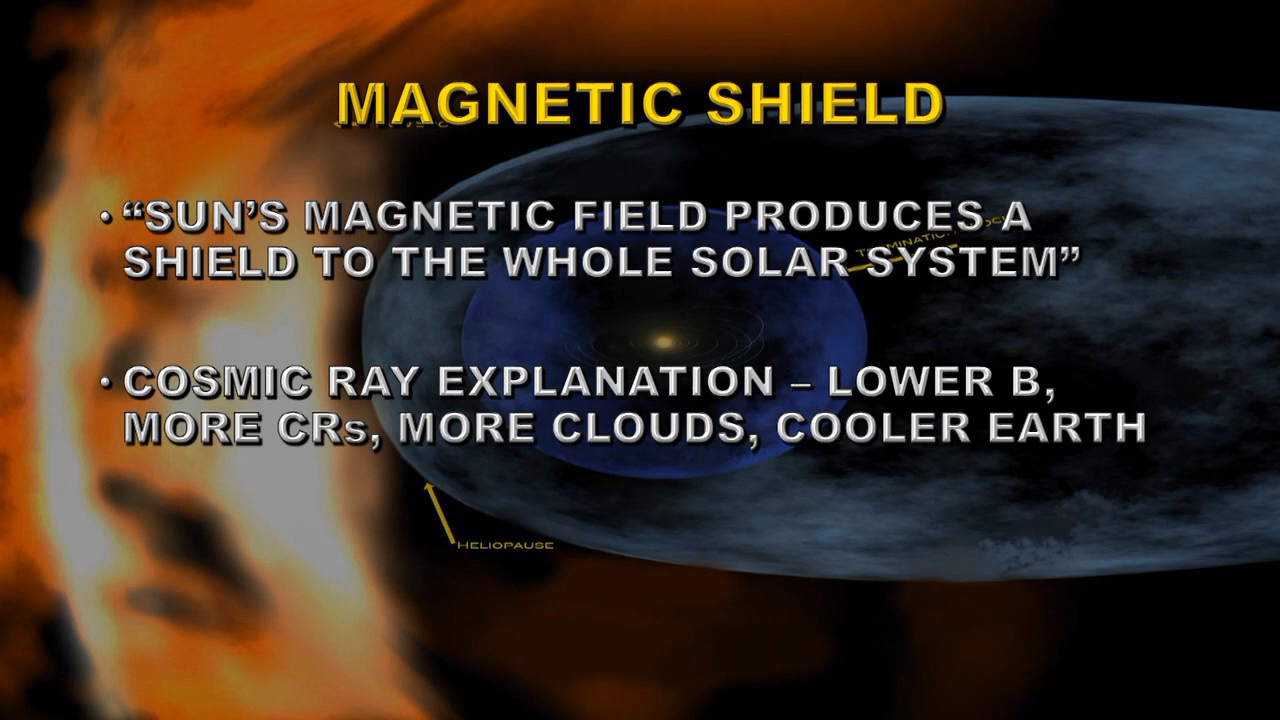 MAGNETIC SHIELD
• “SUN’S MAGNETIC FIELD PRODUCES A
SHIELD TO THE WHOLE SOLAR SYSTEM”
• COSMIC RAY EXPLANATION – LOWER B,
MORE CRs, MORE CLOUDS, COOLER EARTH
HELIOPAUSE